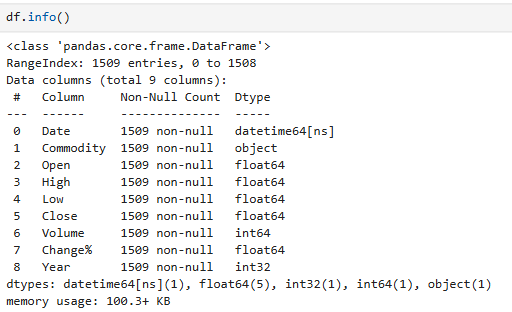 df.info()
<class 'pandas.core.frame.DataFrame'>
RangeIndex: 1509 entries, 0 to 1508
Data columns (total 9 columns):
 #   Column     Non-Null Count  Dtype
---  ------     --------------  -----
 0   Date       1509 non-null   datetime64[ns]
 1   Commodity  1509 non-null   object
 2   Open       1509 non-null   float64
 3   High       1509 non-null   float64
 4   Low        1509 non-null   float64
 5   Close      1509 non-null   float64
 6   Volume     1509 non-null   int64
 7   Change%    1509 non-null   float64
 8   Year       1509 non-null   int32
dtypes: datetime64[ns](1), float64(5), int32(1), int64(1), object(1)
memory usage: 100.3+ KB